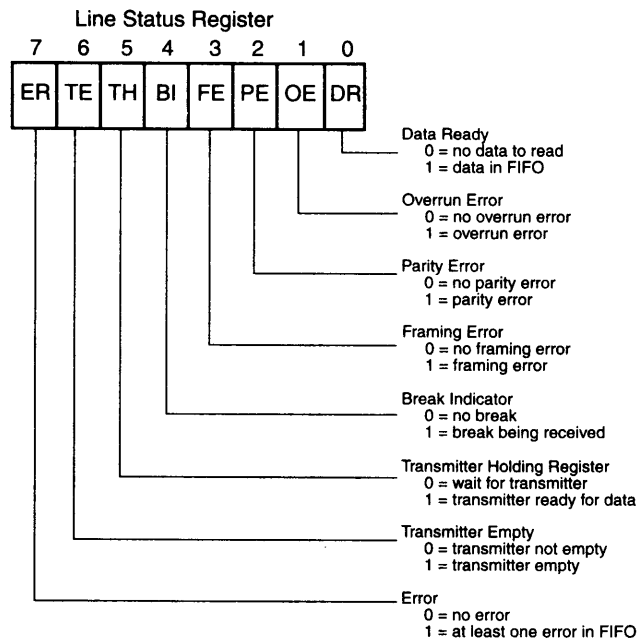 Line Status Register
7 6 5 4 3 2 1 0
ER TE TH BI FE PE OE DR
Data Ready
0 = no data to read
1 = data in FIFO
Overrun Error
0 = no overrun error
1 = overrun error
Parity Error
0 = no parity error
1 = parity error
Framing Error
0 = no framing error
1 = framing error
Break Indicator
0 = no break
1 = break being received
Transmitter Holding Register
0 = wait for transmitter
1 = transmitter ready for data
Transmitter Empty
0 = transmitter not empty
1 = transmitter empty
Error
0 = no error
1 = at least one error in FIFO